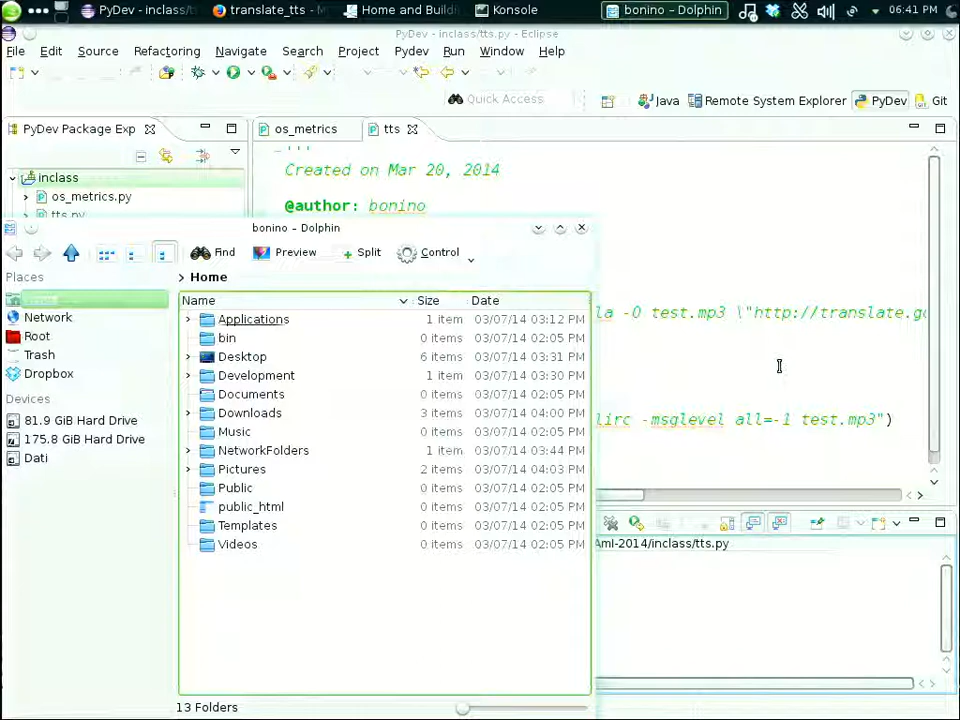 PyDev - inclass/t
translate_tts -
Home and Buildi
Konsole
bonino - Dolphin
06:41 PM
PyDev - inclass/tts.py - Eclipse
File Edit Source Refactoring Navigate Search Project Pydev Run Window Help
Quick Access
Java Remote System Explorer PyDev Git
PyDev Package Exp
os_metrics
tts
inclass
os_metrics.py
tts.py
'''
Created on Mar 20, 2014
@author: bonino
la -O test.mp3 \"http://translate.go
lirc -msglevel all=-1 test.mp3")
AmI-2014/inclass/tts.py
bonino - Dolphin
Find Preview Split Control
Places
Network
Root
Trash
Dropbox
Devices
81.9 GiB Hard Drive
175.8 GiB Hard Drive
Dati
> Home
Name Size Date
Applications 1 item 03/07/14 03:12 PM
bin 0 items 03/07/14 02:05 PM
Desktop 6 items 03/07/14 03:31 PM
Development 1 item 03/07/14 03:30 PM
Documents 0 items 03/07/14 02:05 PM
Downloads 3 items 03/07/14 04:00 PM
Music 0 items 03/07/14 02:05 PM
NetworkFolders 1 item 03/07/14 03:44 PM
Pictures 2 items 03/07/14 04:03 PM
Public 0 items 03/07/14 02:05 PM
public_html 0 items 03/07/14 02:05 PM
Templates 0 items 03/07/14 02:05 PM
Videos 0 items 03/07/14 02:05 PM
13 Folders